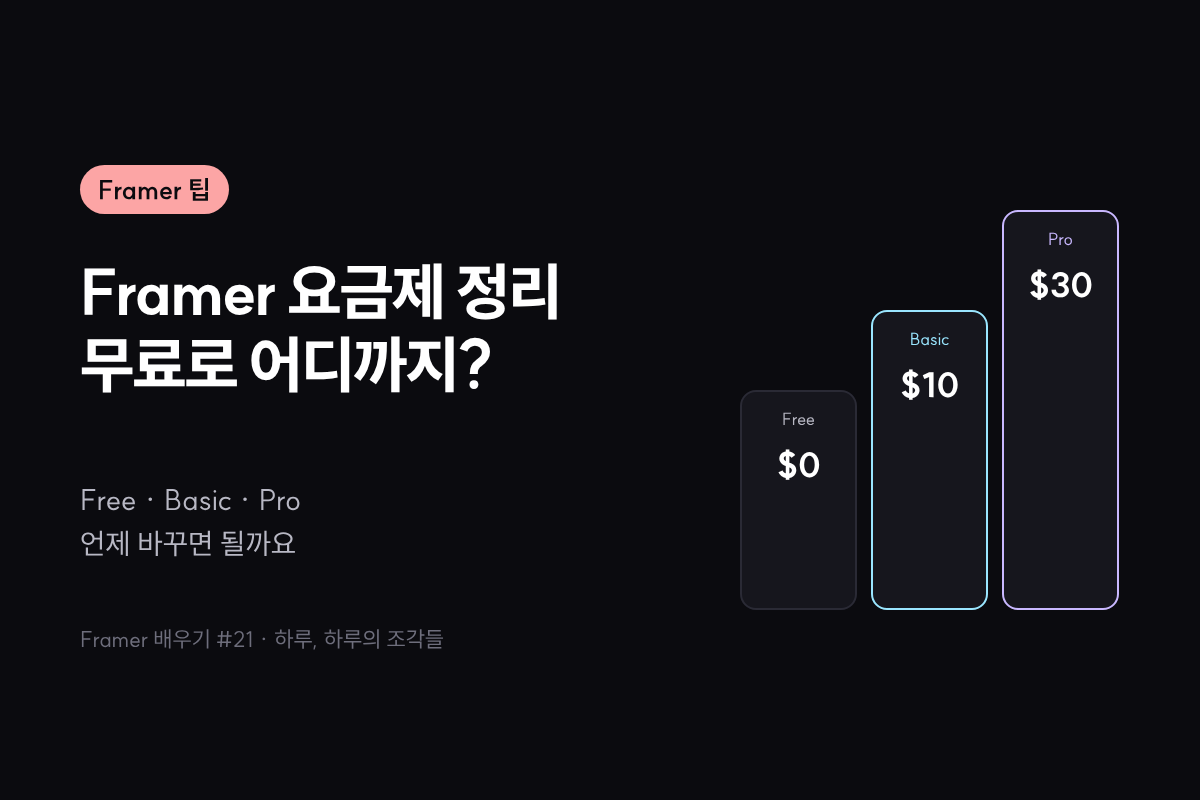 Framer 팁
Framer 요금제 정리
무료로 어디까지?
Free · Basic · Pro
언제 바꾸면 될까요
Framer 배우기 #21 · 하루, 하루의 조각들
Free
$0
Basic
$10
Pro
$30